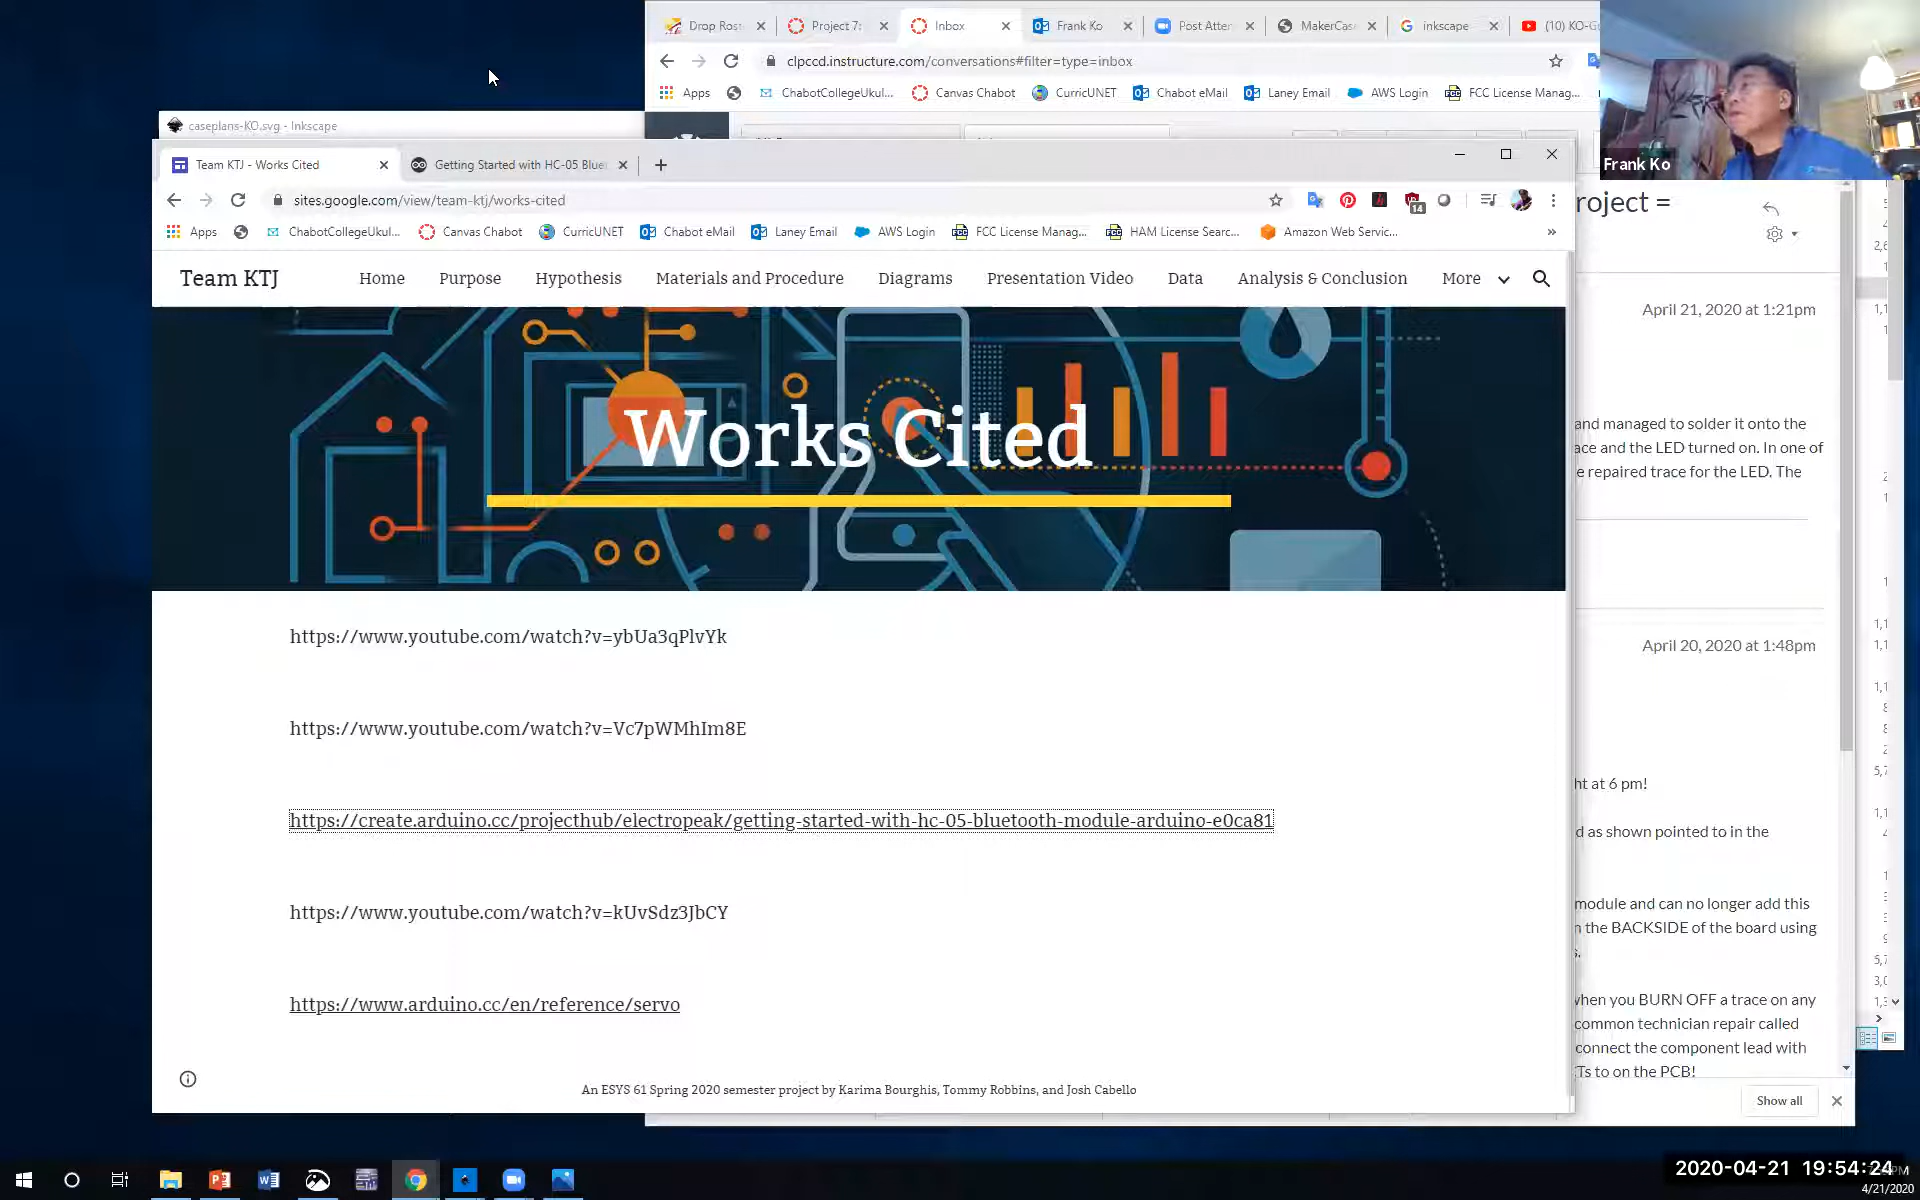 Drop Rost
Project 7:
Inbox
Frank Ko
Post Atter
MakerCas
inkscape
(10) KO-G
clpccd.instructure.com/conversations#filter=type=inbox
Apps
ChabotCollegeUkul...
Canvas Chabot
CurricUNET
Chabot eMail
Laney Email
AWS Login
FCC License Manag...
caseplans-KO.svg - Inkscape
Frank Ko
Team KTJ - Works Cited
Getting Started with HC-05 Blue
sites.google.com/view/team-ktj/works-cited
14
Apps
ChabotCollegeUkul...
Canvas Chabot
CurricUNET
Chabot eMail
Laney Email
AWS Login
FCC License Manag...
HAM License Searc...
Amazon Web Servic...
»
roject =
Team KTJ
Home
Purpose
Hypothesis
Materials and Procedure
Diagrams
Presentation Video
Data
Analysis & Conclusion
More
April 21, 2020 at 1:21pm
Works Cited
and managed to solder it onto the
ace and the LED turned on. In one of
e repaired trace for the LED. The
https://www.youtube.com/watch?v=ybUa3qPlvYk
April 20, 2020 at 1:48pm
https://www.youtube.com/watch?v=Vc7pWMhIm8E
ht at 6 pm!
https://create.arduino.cc/projecthub/electropeak/getting-started-with-hc-05-bluetooth-module-arduino-e0ca81
d as shown pointed to in the
https://www.youtube.com/watch?v=kUvSdz3JbCY
module and can no longer add this
n the BACKSIDE of the board using
s.
https://www.arduino.cc/en/reference/servo
when you BURN OFF a trace on any
common technician repair called
connect the component lead with
Ts to on the PCB!
An ESYS 61 Spring 2020 semester project by Karima Bourghis, Tommy Robbins, and Josh Cabello
Show all
2020-04-21 19:54:24
4/21/2020